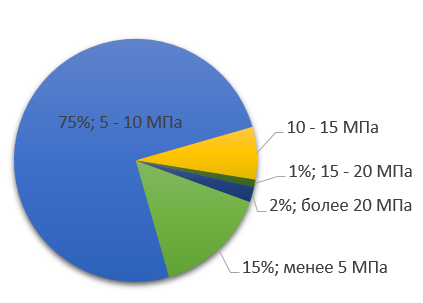 75%; 5 - 10 МПа
10 - 15 МПа
1%; 15 - 20 МПа
2%; более 20 МПа
15%; менее 5 МПа